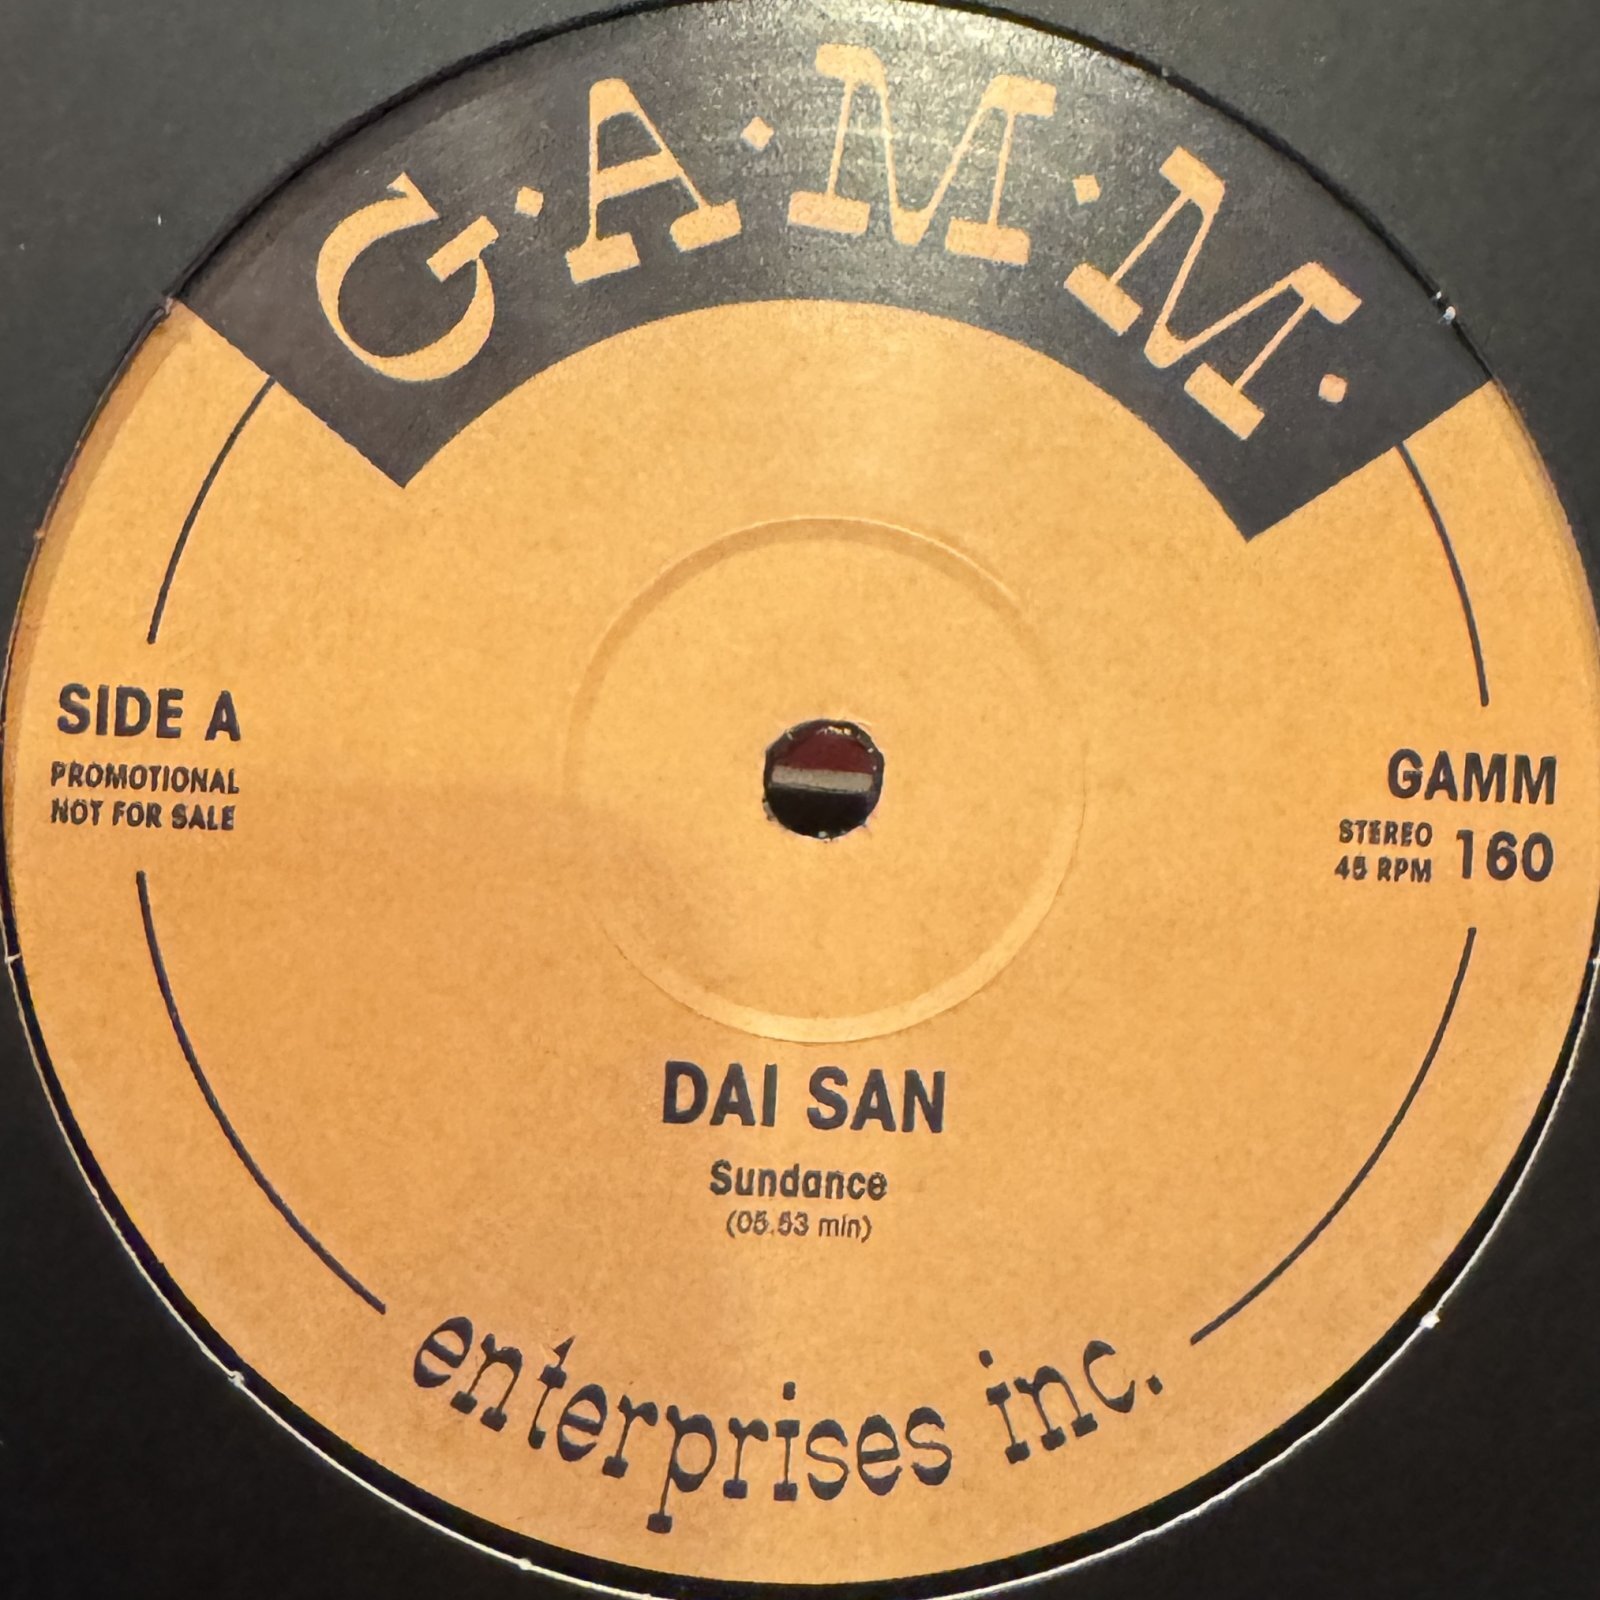 G·A·M·M·
SIDE A
PROMOTIONAL
NOT FOR SALE
GAMM
STEREO
45 RPM
160
DAI SAN
Sundance
(05.53 min)
enterprises inc.